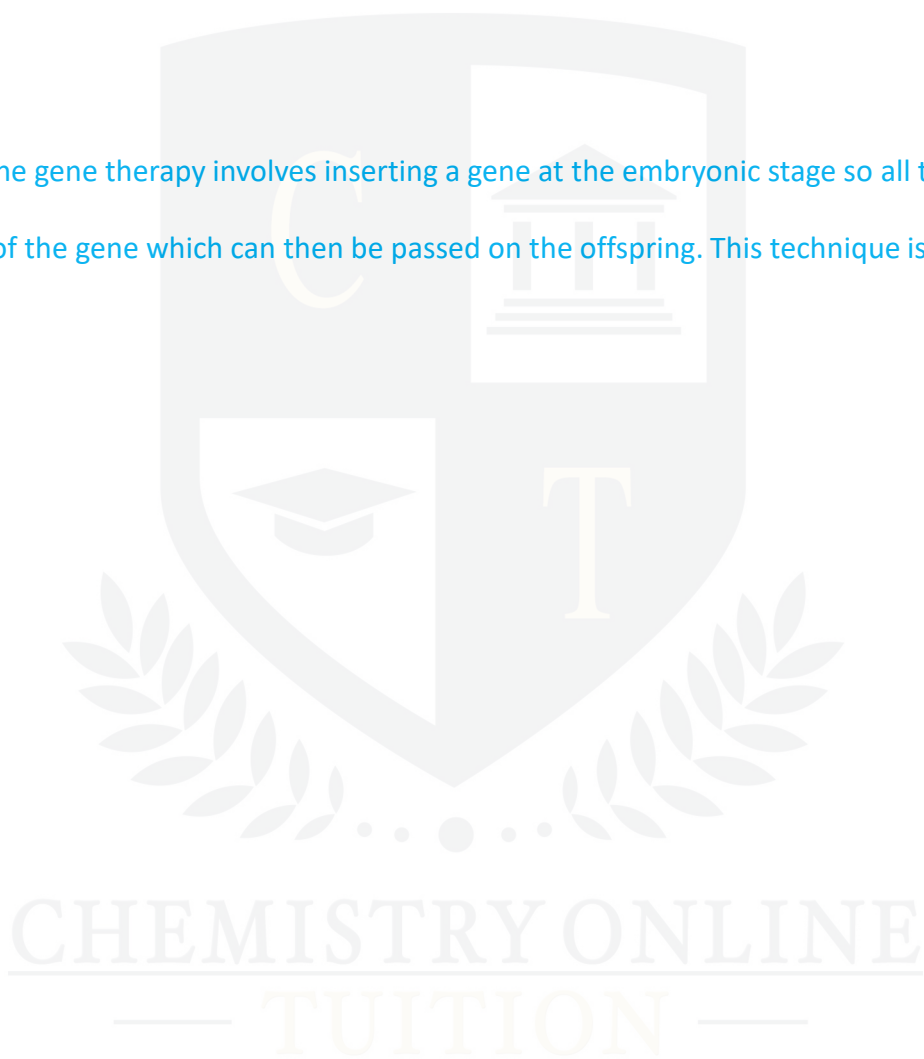 ne gene therapy involves inserting a gene at the embryonic stage so all t
of the gene which can then be passed on the offspring. This technique is
C
T
CHEMISTRY ONLINE
— TUITION —